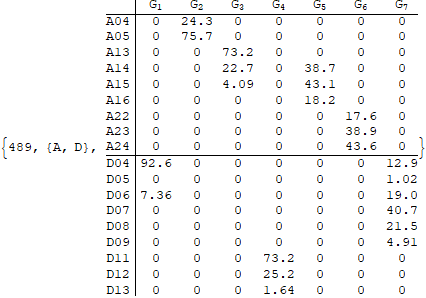 G₁ G₂ G₃ G₄ G₅ G₆ G₇
A04 0 24.3 0 0 0 0 0
A05 0 75.7 0 0 0 0 0
A13 0 0 73.2 0 0 0 0
A14 0 0 22.7 0 38.7 0 0
A15 0 0 4.09 0 43.1 0 0
A16 0 0 0 0 18.2 0 0
A22 0 0 0 0 0 17.6 0
A23 0 0 0 0 0 38.9 0
{489, {A, D}, A24 0 0 0 0 0 43.6 0 }
D04 92.6 0 0 0 0 0 12.9
D05 0 0 0 0 0 0 1.02
D06 7.36 0 0 0 0 0 19.0
D07 0 0 0 0 0 0 40.7
D08 0 0 0 0 0 0 21.5
D09 0 0 0 0 0 0 4.91
D11 0 0 0 73.2 0 0 0
D12 0 0 0 25.2 0 0 0
D13 0 0 0 1.64 0 0 0